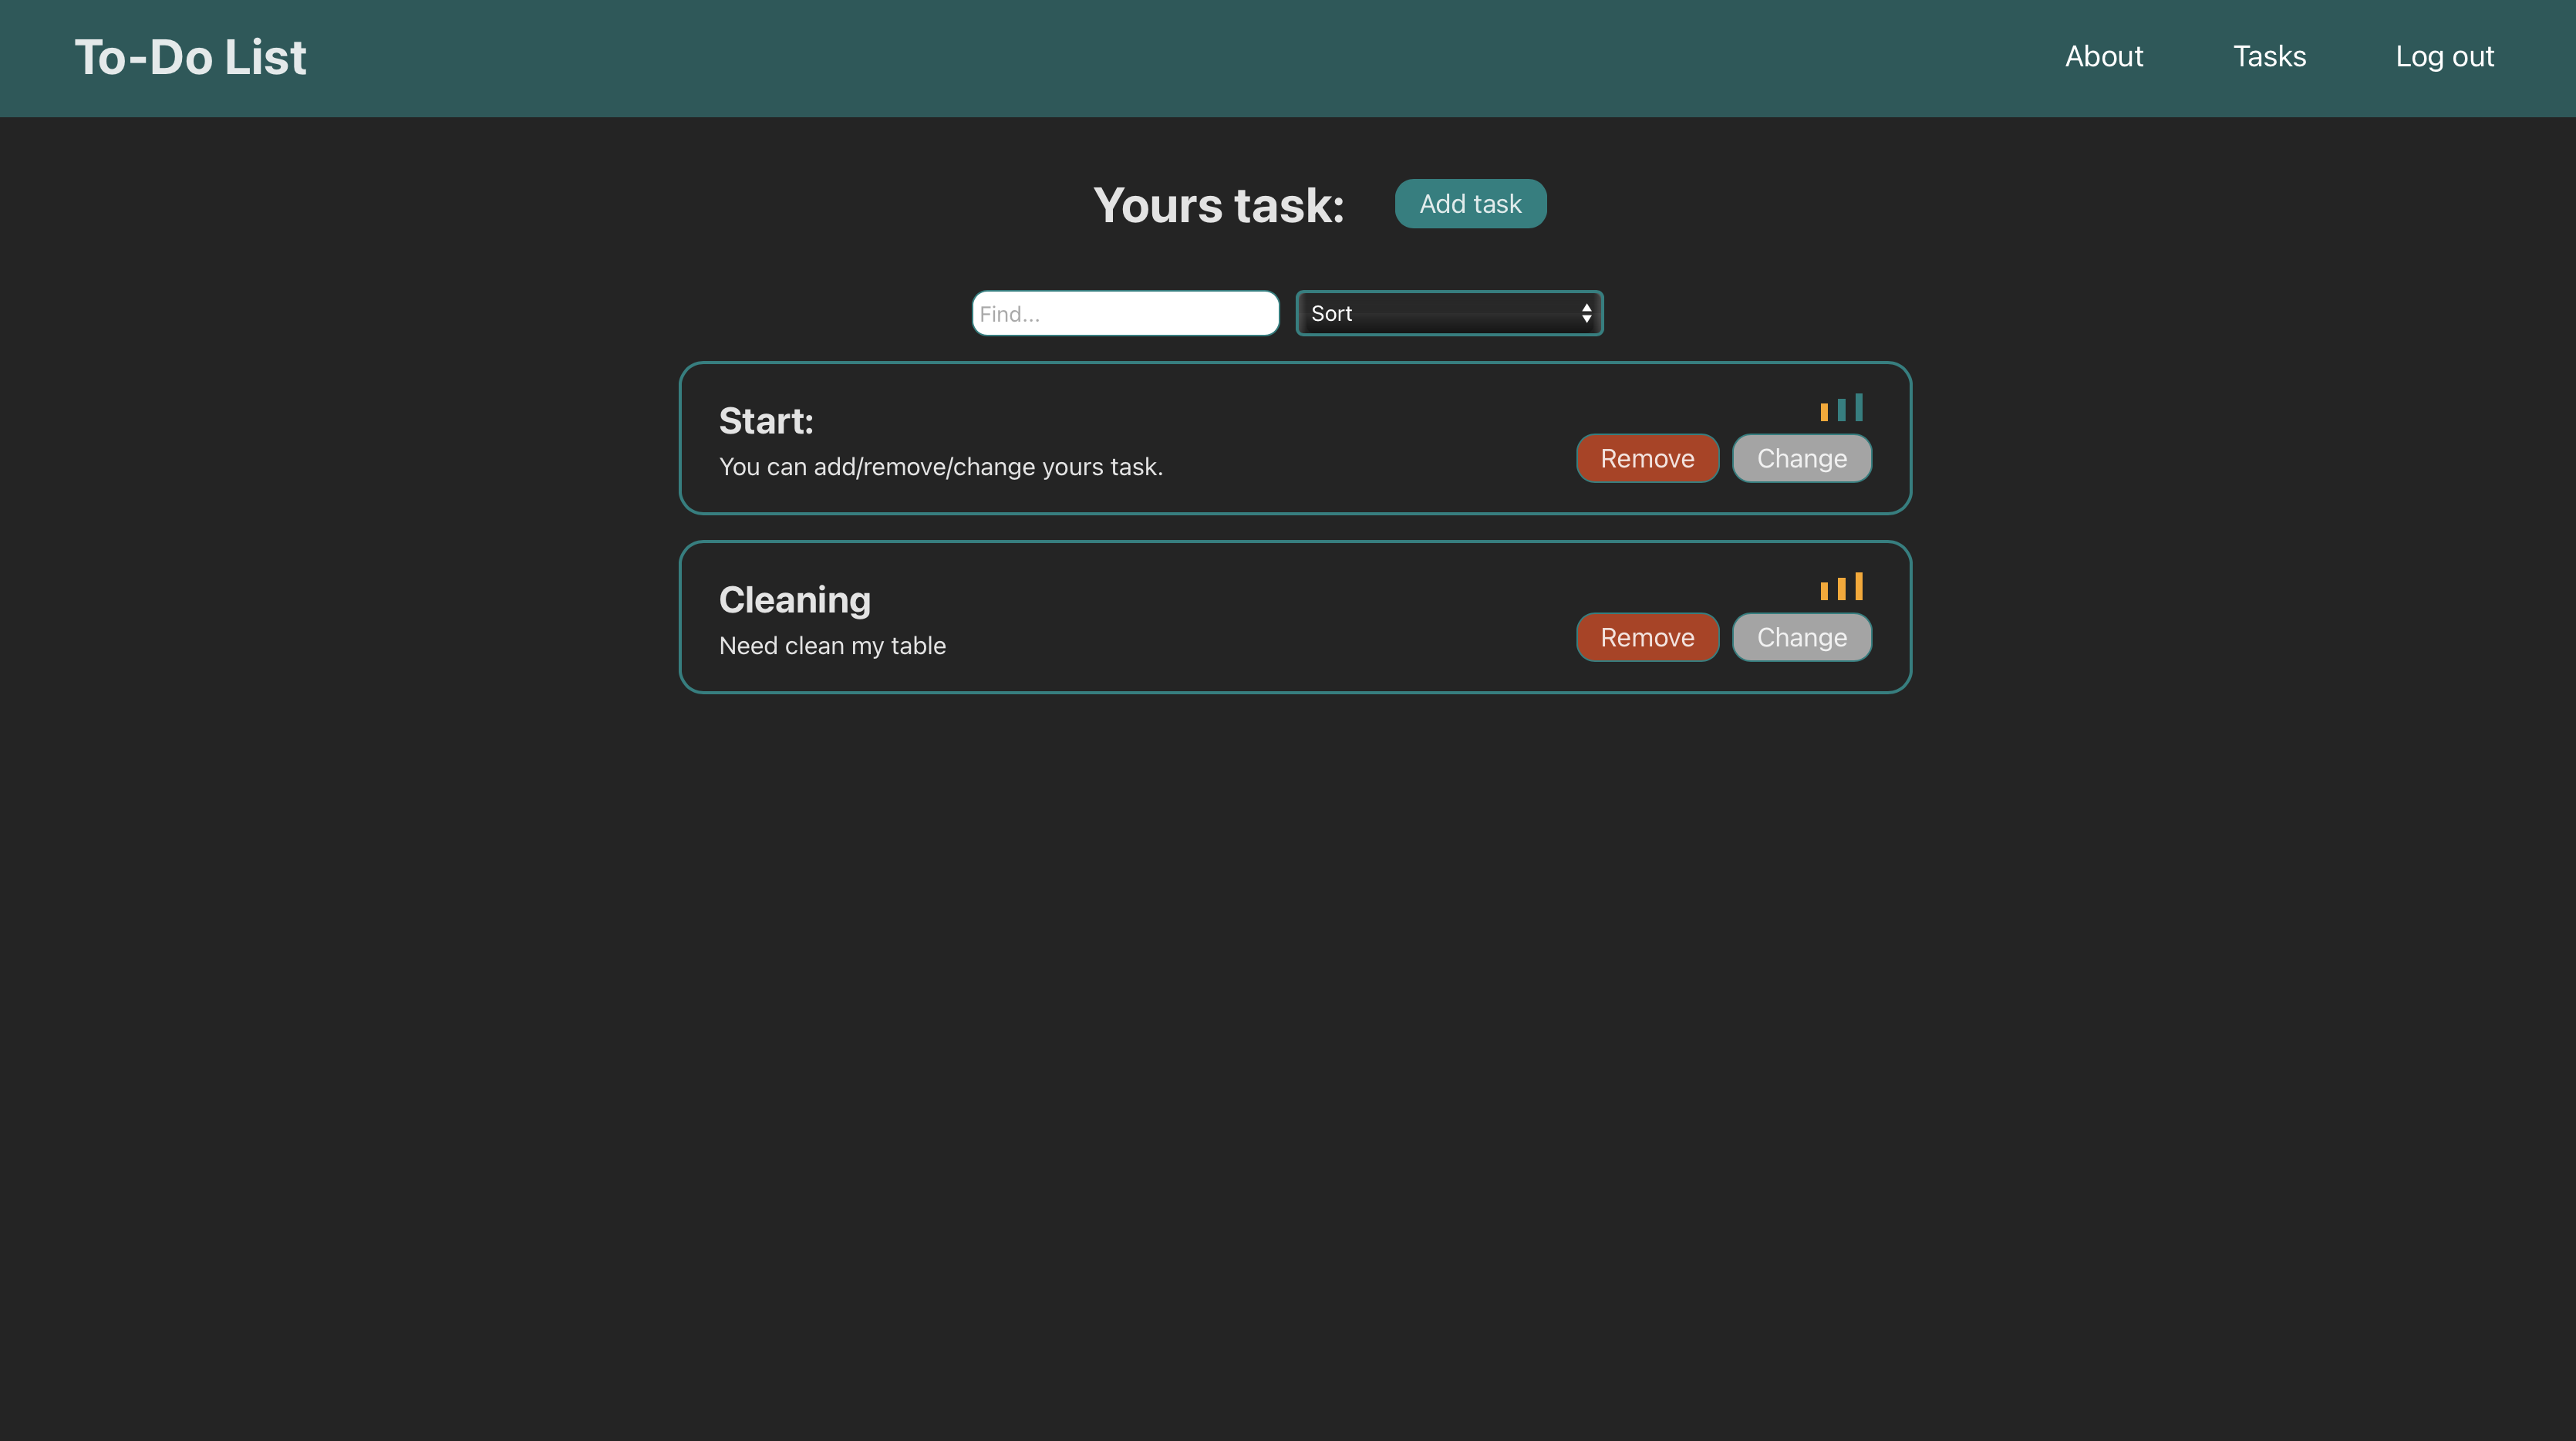 To-Do List
About Tasks Log out
Yours task: Add task
Find... Sort
Start:
You can add/remove/change yours task.
Remove Change
Cleaning
Need clean my table
Remove Change